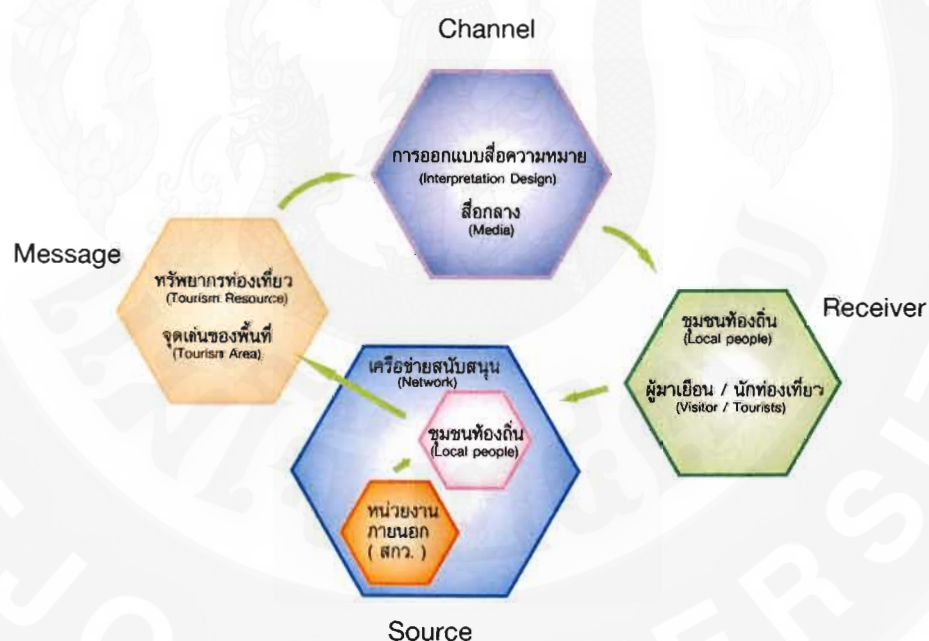 Channel
การออกแบบสื่อความหมาย
(Interpretation Design)
สื่อกลาง
(Media)
Message
ทรัพยากรท่องเที่ยว
(Tourism Resource)
จุดเด่นของพื้นที่
(Tourism Area)
Receiver
ชุมชนท้องถิ่น
(Local people)
ผู้มาเยือน / นักท่องเที่ยว
(Visitor / Tourists)
เครือข่ายสนับสนุน
(Network)
ชุมชนท้องถิ่น
(Local people)
หน่วยงาน
ภายนอก
( สกว. )
Source